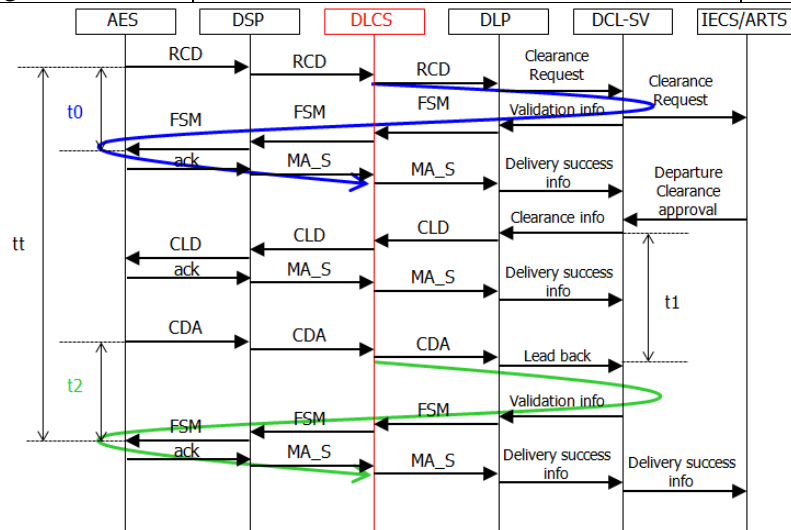 AES DSP DLCS DLP DCL-SV IECS/ARTS
RCD
RCD
RCD
Clearance
Request
Clearance
Request
t0
FSM
FSM
FSM
Validation info
ack
MA_S
MA_S
Delivery success
info
Departure
Clearance
approval
tt
CLD
CLD
CLD
Clearance info
ack
MA_S
MA_S
Delivery success
info
t1
CDA
CDA
CDA
Lead back
t2
FSM
FSM
FSM
Validation info
ack
MA_S
MA_S
Delivery success
info
Delivery success
info